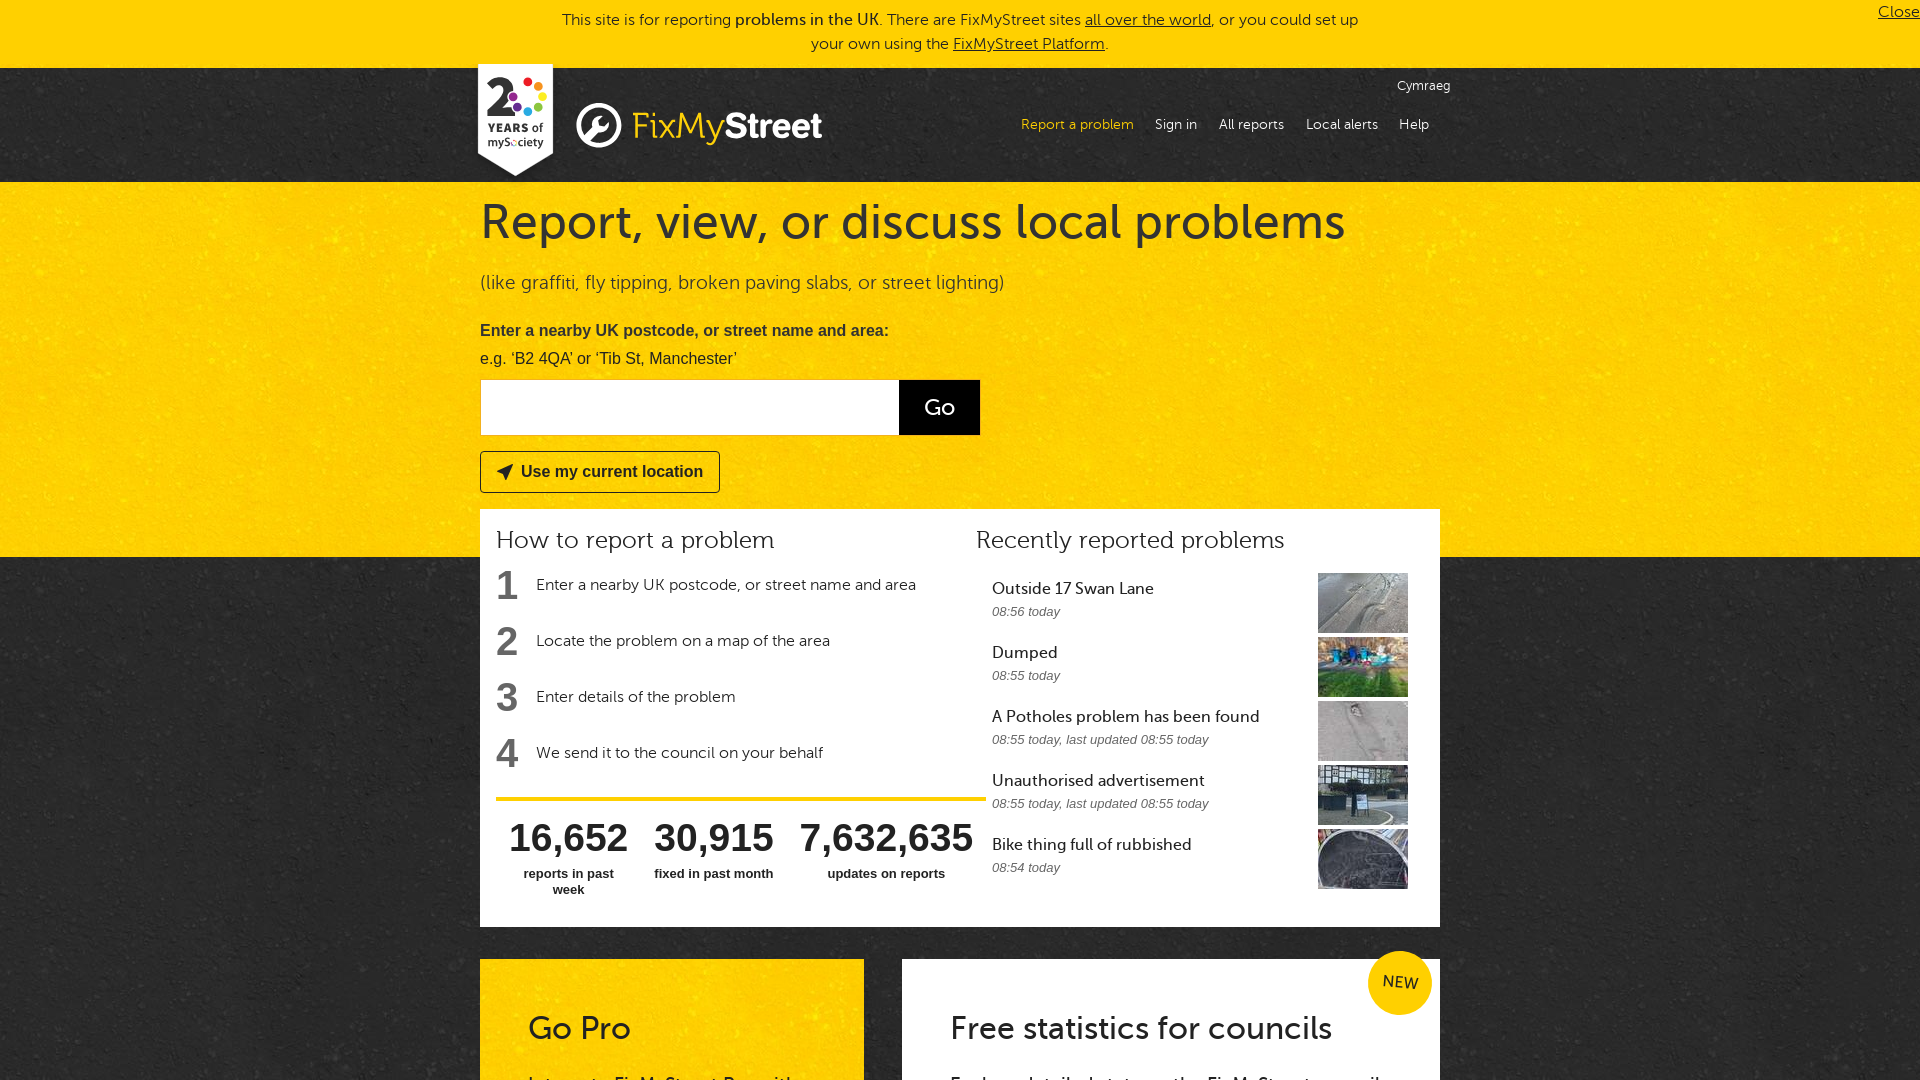 This site is for reporting problems in the UK. There are FixMyStreet sites all over the world, or you could set up
your own using the FixMyStreet Platform.
Close
20
YEARS of
mySociety
FixMyStreet
Cymraeg
Report a problem
Sign in
All reports
Local alerts
Help
Report, view, or discuss local problems
(like graffiti, fly tipping, broken paving slabs, or street lighting)
Enter a nearby UK postcode, or street name and area:
e.g. ‘B2 4QA’ or ‘Tib St, Manchester’
Go
Use my current location
How to report a problem
1 Enter a nearby UK postcode, or street name and area
2 Locate the problem on a map of the area
3 Enter details of the problem
4 We send it to the council on your behalf
16,652
reports in past
week
30,915
fixed in past month
7,632,635
updates on reports
Recently reported problems
Outside 17 Swan Lane
08:56 today
Dumped
08:55 today
A Potholes problem has been found
08:55 today, last updated 08:55 today
Unauthorised advertisement
08:55 today, last updated 08:55 today
Bike thing full of rubbished
08:54 today
Go Pro
NEW
Free statistics for councils